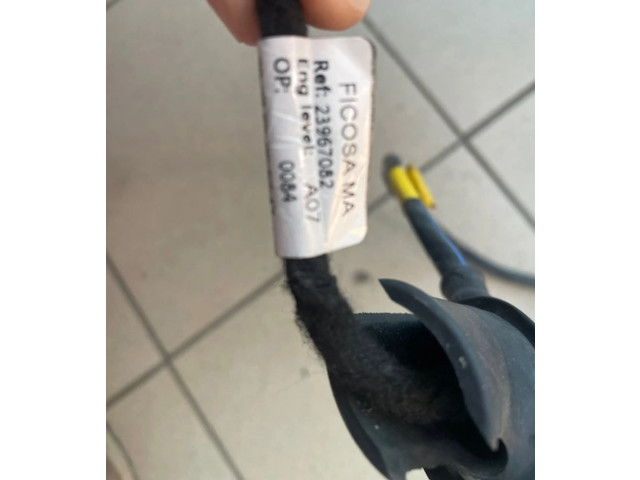 FICOSA MA
Ref: 23967082
Eng level: A07
OP: 0084